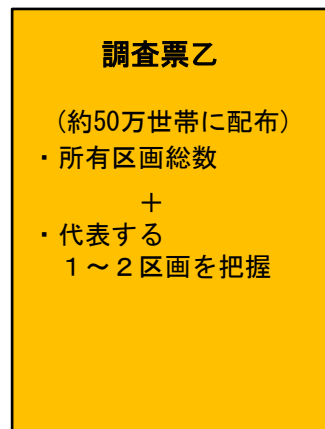 調査票乙
(約50万世帯に配布)
・所有区画総数
＋
・代表する
１～２区画を把握